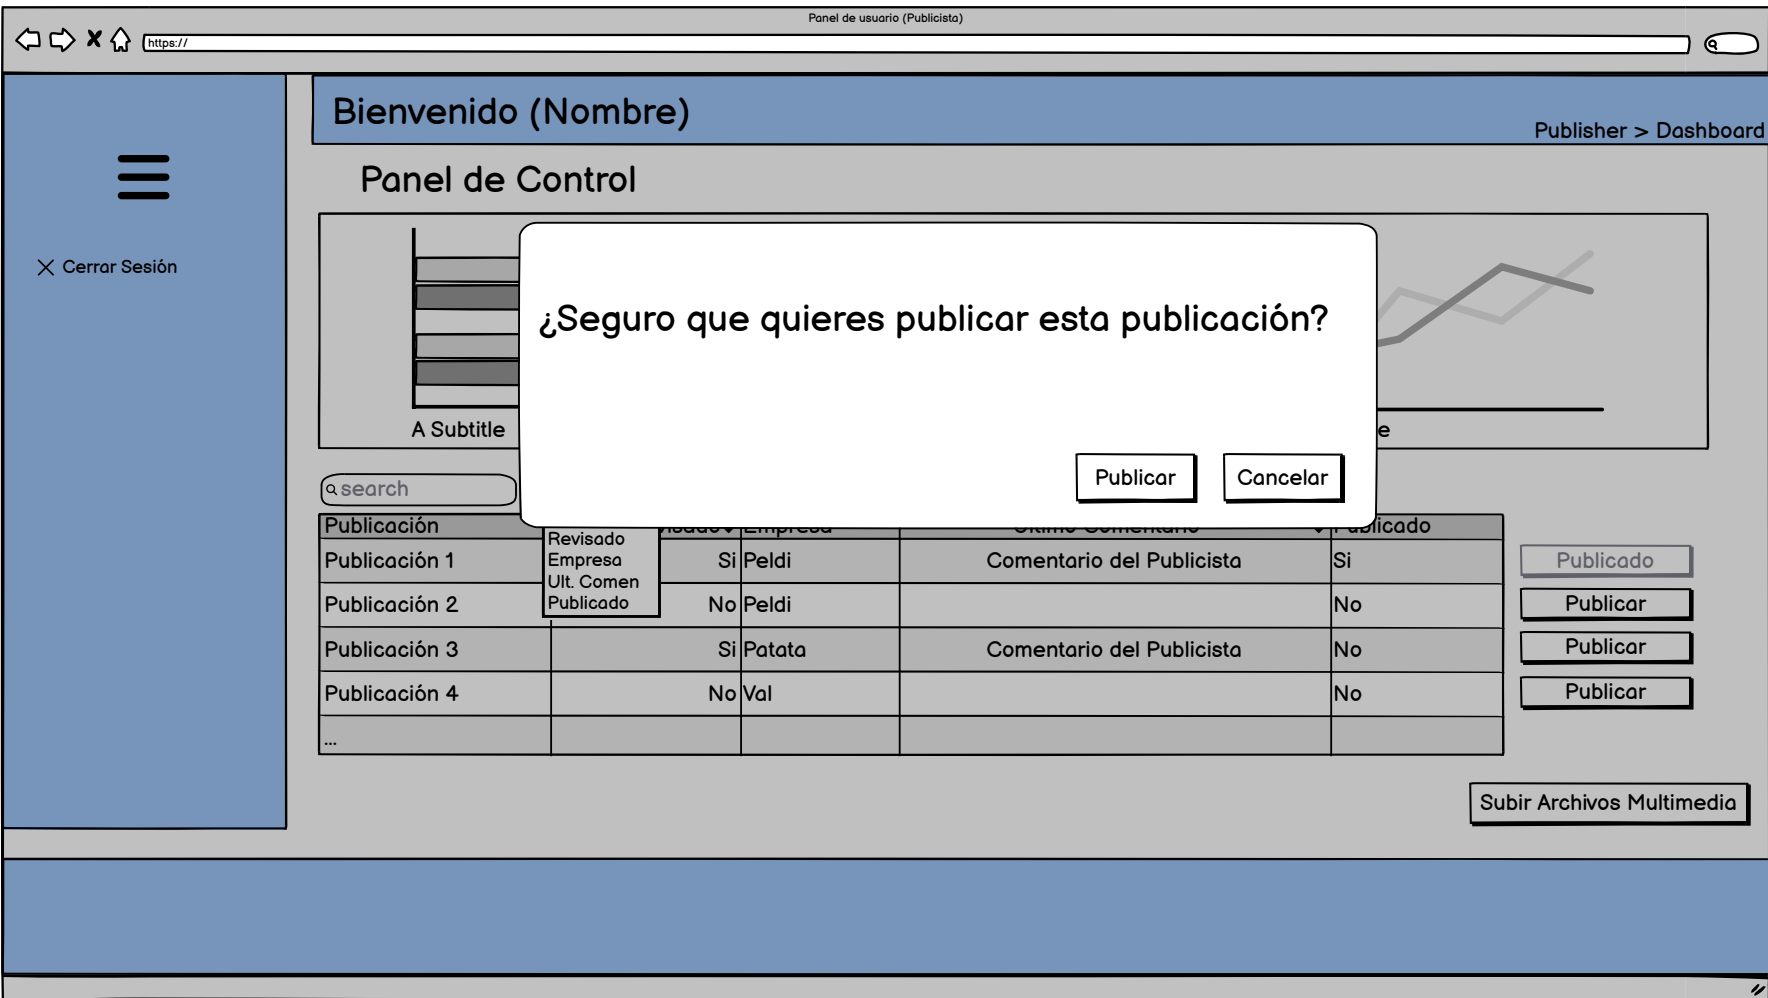 Panel de usuario (Publicista)
https://
Bienvenido (Nombre)
Publisher > Dashboard
Panel de Control
Cerrar Sesión
¿Seguro que quieres publicar esta publicación?
A Subtitle
Publicar Cancelar
search
Publicación Empresa Publicado
Revisado
Empresa
Ult. Comen
Publicado
Publicación 1 Si Peldi Comentario del Publicista Si Publicado
Publicación 2 No Peldi No Publicar
Publicación 3 Si Patata Comentario del Publicista No Publicar
Publicación 4 No Val No Publicar
...
Subir Archivos Multimedia